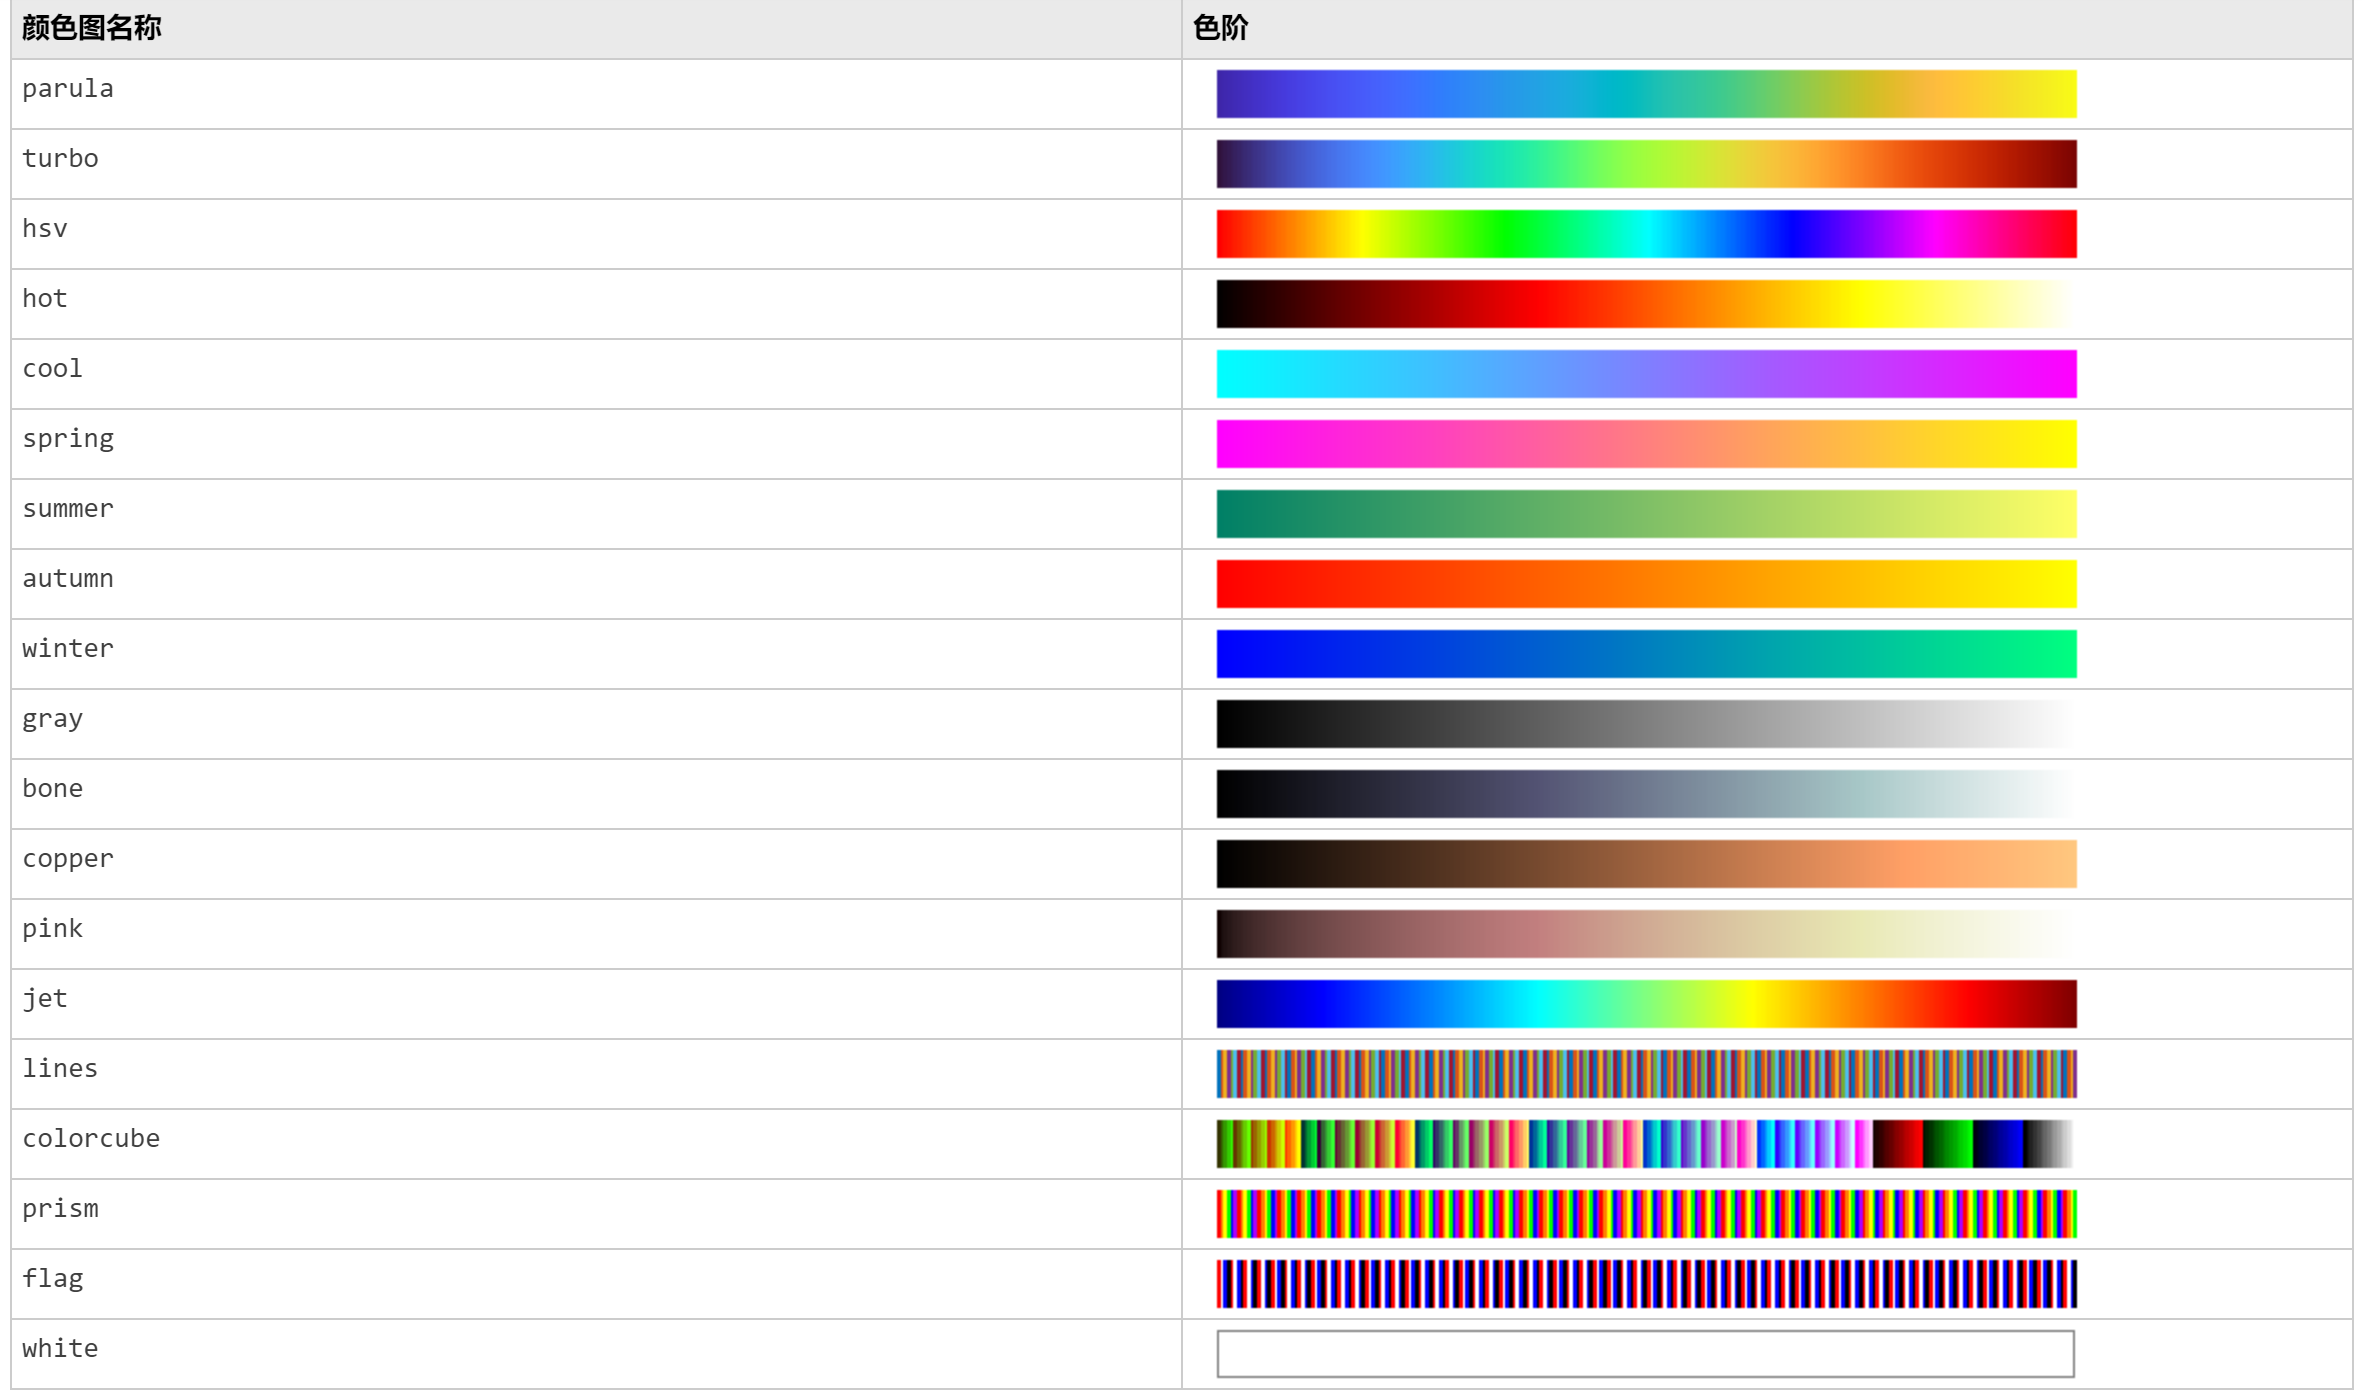 颜色图名称
色阶
parula
turbo
hsv
hot
cool
spring
summer
autumn
winter
gray
bone
copper
pink
jet
lines
colorcube
prism
flag
white